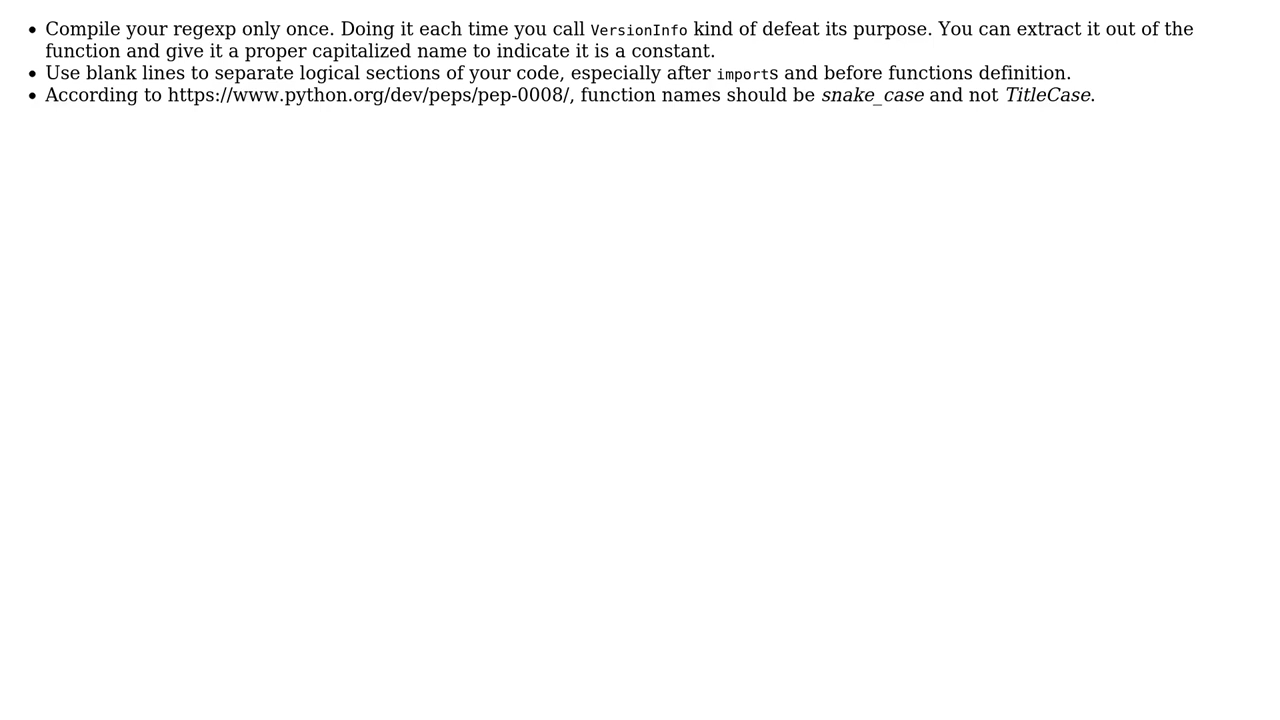 • Compile your regexp only once. Doing it each time you call VersionInfo kind of defeat its purpose. You can extract it out of the
function and give it a proper capitalized name to indicate it is a constant.
• Use blank lines to separate logical sections of your code, especially after imports and before functions definition.
• According to https://www.python.org/dev/peps/pep-0008/, function names should be snake_case and not TitleCase.